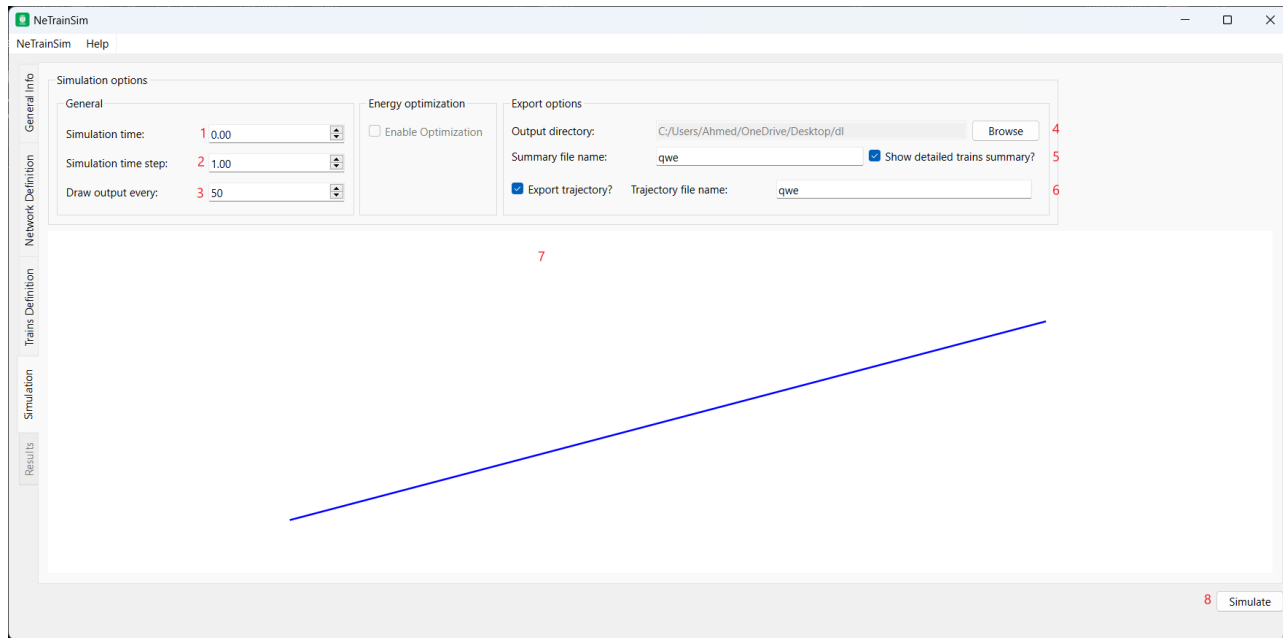 NeTrainSim
NeTrainSim Help
General Info
Network Definition
Trains Definition
Simulation
Results
Simulation options
General
Simulation time: 1 0.00
Simulation time step: 2 1.00
Draw output every: 3 50
Energy optimization
Enable Optimization
Export options
Output directory: C:/Users/Ahmed/OneDrive/Desktop/dl Browse 4
Summary file name: qwe Show detailed trains summary? 5
Export trajectory? Trajectory file name: qwe 6
7
8 Simulate